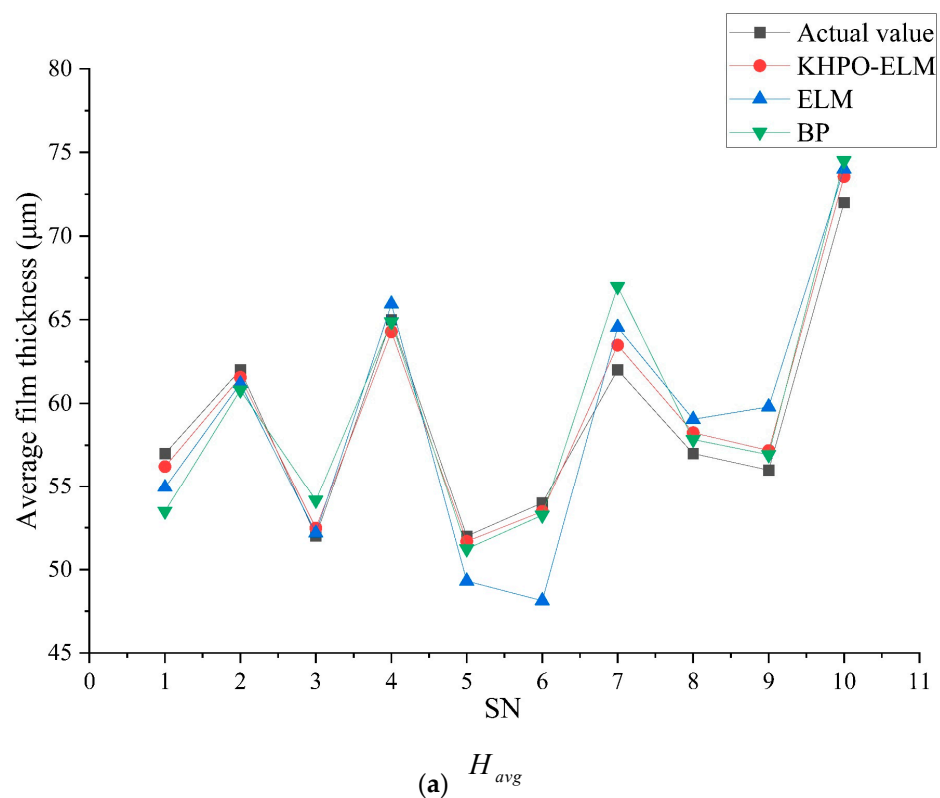 Actual value
KHPO-ELM
ELM
BP
80
75
70
65
60
55
50
45
Average film thickness (μm)
0 1 2 3 4 5 6 7 8 9 10 11
SN
(a) H avg